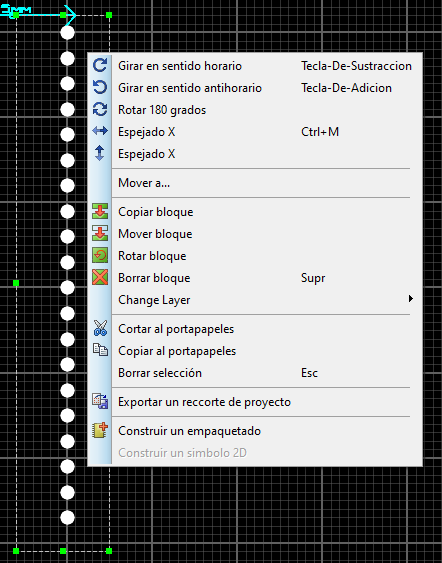 5mm
Girar en sentido horario Tecla-De-Sustraccion
Girar en sentido antihorario Tecla-De-Adicion
Rotar 180 grados
Espejado X Ctrl+M
Espejado X
Mover a...
Copiar bloque
Mover bloque
Rotar bloque
Borrar bloque Supr
Change Layer
Cortar al portapapeles
Copiar al portapapeles
Borrar selección Esc
Exportar un reccorte de proyecto
Construir un empaquetado
Construir un simbolo 2D